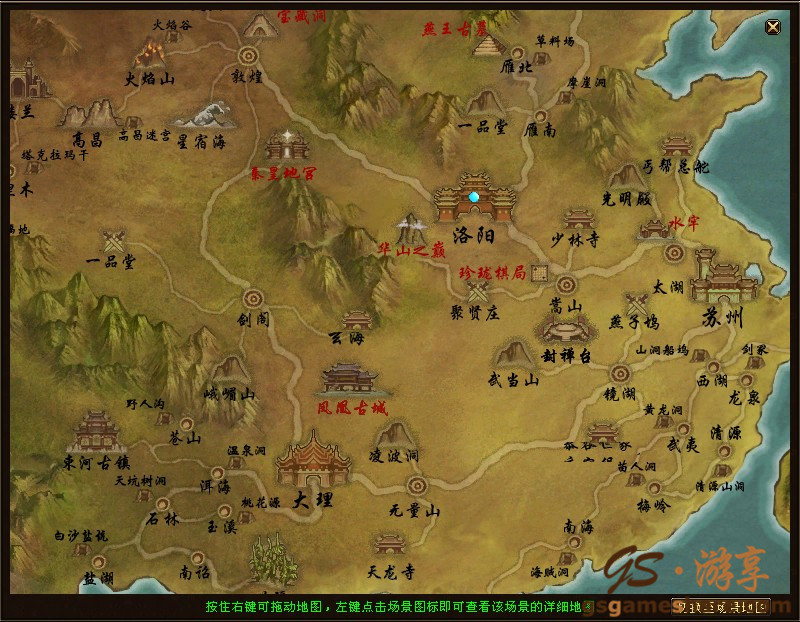 火焰谷
宝藏洞
燕王古墓
草料场
火焰山
敦煌
雁北
摩崖洞
高昌
高昌迷宫
星宿海
一品堂
雁南
塔克拉玛干
秦皇地宫
丐帮总舵
光明殿
洛阳
少林寺
水牢
华山之巅
一品堂
珍珑棋局
太湖
剑阁
聚贤庄
嵩山
燕子坞
苏州
玄海
封禅台
山洞船坞
剑冢
峨嵋山
武当山
镜湖
西湖
龙泉
野人沟
凤凰古城
黄龙洞
苍山
清源
束河古镇
温泉洞
凌波洞
武夷
天坑树洞
洱海
大理
苗人洞
清源山洞
桃花源
无量山
梅岭
石林
玉溪
南海
盐湖
南诏
天龙寺
海贼洞
GS·游享
按住右键可拖动地图，左键点击场景图标即可查看该场景的详细地